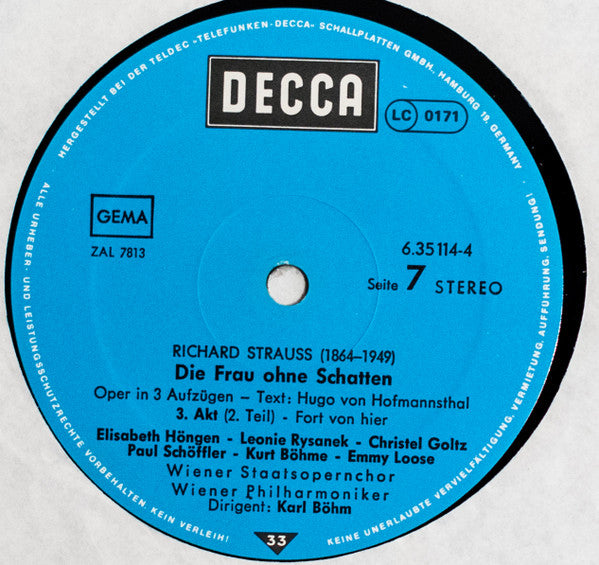 HERGESTELLT BEI DER TELDEC »TELEFUNKEN-DECCA« SCHALLPLATTEN GMBH, HAMBURG 19, GERMANY ·
DECCA
LC 0171
GEMA
ZAL 7813
6.35114-4
Seite 7 STEREO
RICHARD STRAUSS (1864–1949)
Die Frau ohne Schatten
Oper in 3 Aufzügen – Text: Hugo von Hofmannsthal
3. Akt (2. Teil) - Fort von hier
Elisabeth Höngen - Leonie Rysanek - Christel Goltz
Paul Schöffler - Kurt Böhme - Emmy Loose
Wiener Staatsopernchor
Wiener Philharmoniker
Dirigent: Karl Böhm
33
ALLE URHEBER- UND LEISTUNGSSCHUTZRECHTE VORBEHALTEN. KEIN VERLEIH!
KEINE UNERLAUBTE VERVIELFÄLTIGUNG, VERMIETUNG, AUFFÜHRUNG, SENDUNG!